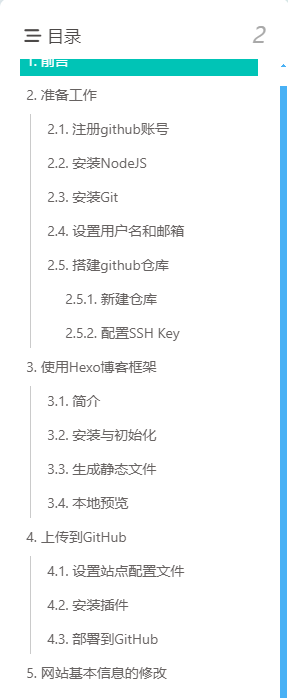 目录
2
1. 前言
2. 准备工作
2.1. 注册github账号
2.2. 安装NodeJS
2.3. 安装Git
2.4. 设置用户名和邮箱
2.5. 搭建github仓库
2.5.1. 新建仓库
2.5.2. 配置SSH Key
3. 使用Hexo博客框架
3.1. 简介
3.2. 安装与初始化
3.3. 生成静态文件
3.4. 本地预览
4. 上传到GitHub
4.1. 设置站点配置文件
4.2. 安装插件
4.3. 部署到GitHub
5. 网站基本信息的修改